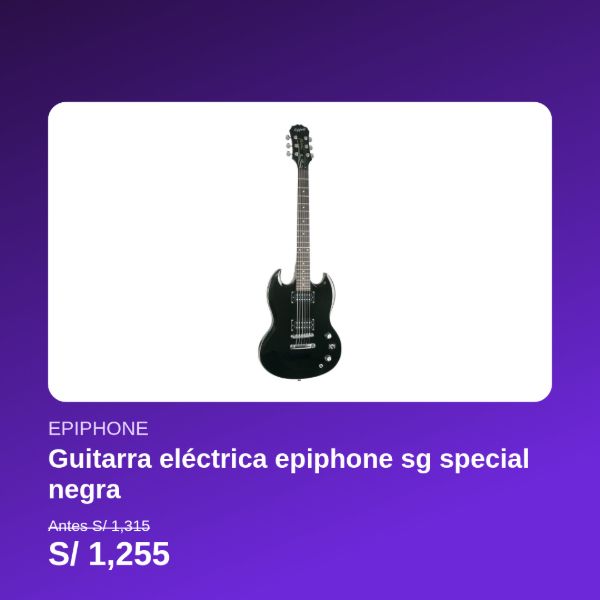 EPIPHONE
Guitarra eléctrica epiphone sg special
negra
Antes S/ 1,315
S/ 1,255